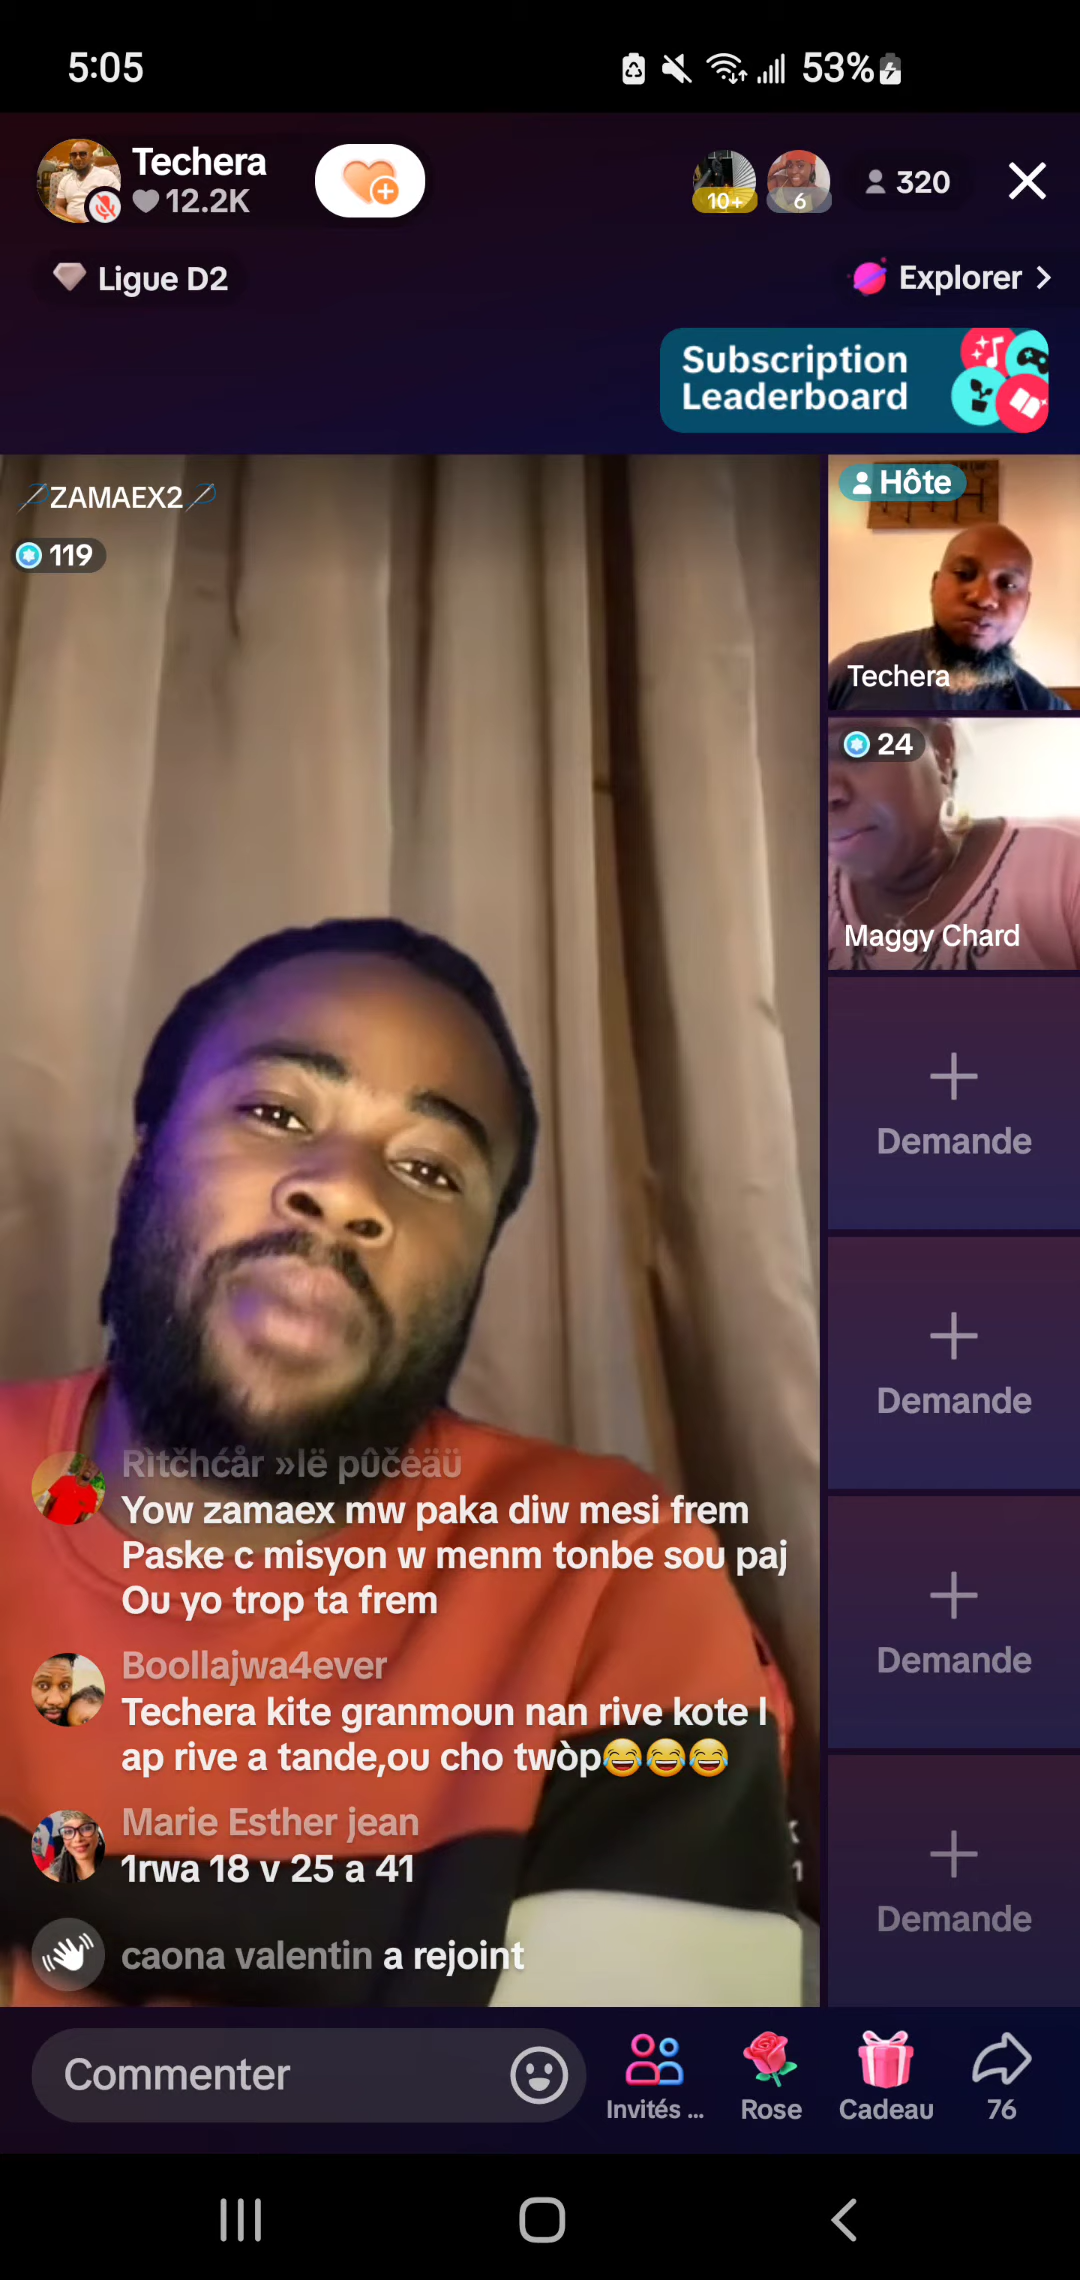 5:05
53%
Techera
12.2K
10+
6
320
Ligue D2
Explorer
Subscription
Leaderboard
ZAMAEX2
119
Hôte
Techera
24
Maggy Chard
Demande
Demande
Demande
Demande
Rìtčhćår »lë pûčėäü
Yow zamaex mw paka diw mesi frem
Paske c misyon w menm tonbe sou paj
Ou yo trop ta frem
Boollajwa4ever
Techera kite granmoun nan rive kote l
ap rive a tande,ou cho twòp😂😂😂
Marie Esther jean
1rwa 18 v 25 a 41
caona valentin a rejoint
Commenter
Invités ...
Rose
Cadeau
76